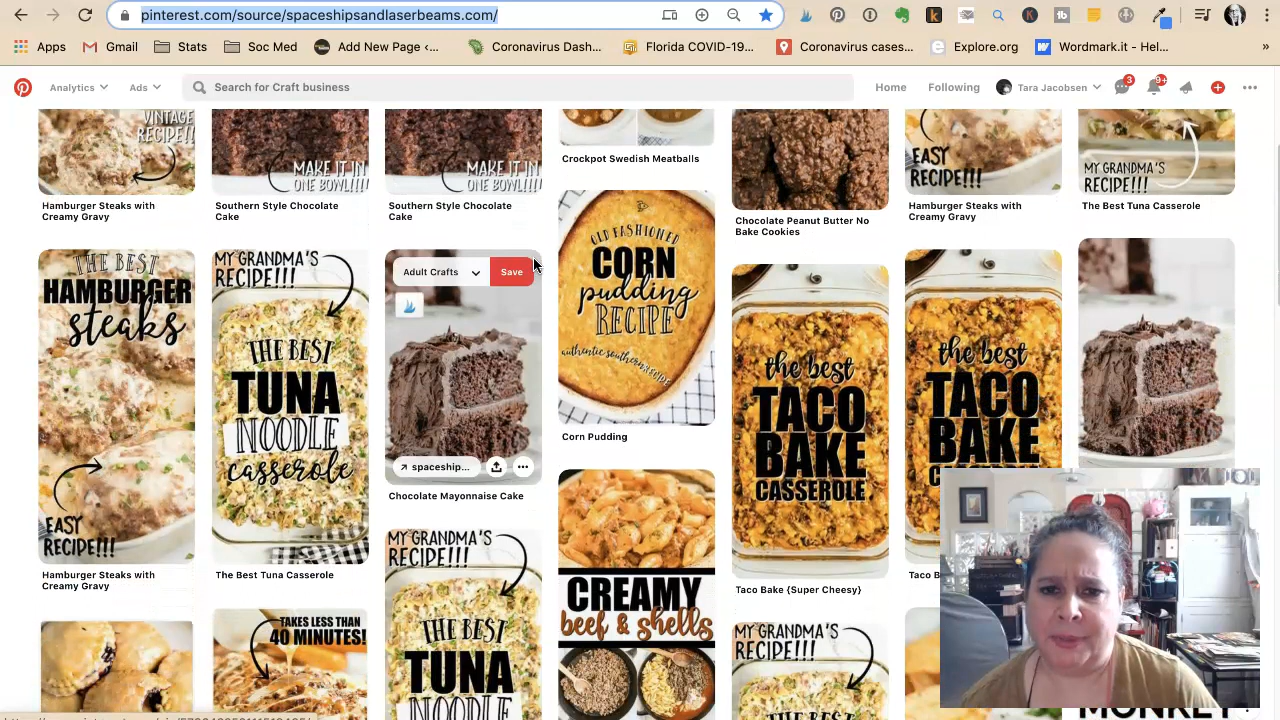 pinterest.com/source/spaceshipsandlaserbeams.com/
Apps Gmail Stats Soc Med Add New Page ‹... Coronavirus Dash... Florida COVID-19... Coronavirus cases... Explore.org Wordmark.it - Hel... »
Analytics Ads Search for Craft business Home Following Tara Jacobsen 3 9+
VINTAGE
RECIPE!!!
Hamburger Steaks with
Creamy Gravy
MAKE IT IN
ONE BOWL!!!!
Southern Style Chocolate
Cake
MAKE IT IN
ONE BOWL!!!!
Southern Style Chocolate
Cake
Crockpot Swedish Meatballs
Chocolate Peanut Butter No
Bake Cookies
EASY
RECIPE!!!
Hamburger Steaks with
Creamy Gravy
MY GRANDMA'S
RECIPE!!!
The Best Tuna Casserole
THE BEST
HAMBURGER
steaks
EASY
RECIPE!!!
Hamburger Steaks with
Creamy Gravy
MY GRANDMA'S
RECIPE!!!
THE BEST
TUNA
NOODLE
casserole
The Best Tuna Casserole
Adult Crafts Save
spaceship...
Chocolate Mayonnaise Cake
OLD FASHIONED
CORN
pudding
RECIPE
authentic southern recipe
Corn Pudding
the best
TACO
BAKE
CASSEROLE
Taco Bake {Super Cheesy}
the best
TACO
BAKE
Taco B
TAKES LESS THAN
40 MINUTES!
MY GRANDMA'S
RECIPE!!!
THE BEST
TUNA
NOODLE
CREAMY
beef & shells
MY GRANDMA'S
RECIPE!!!
THE BEST